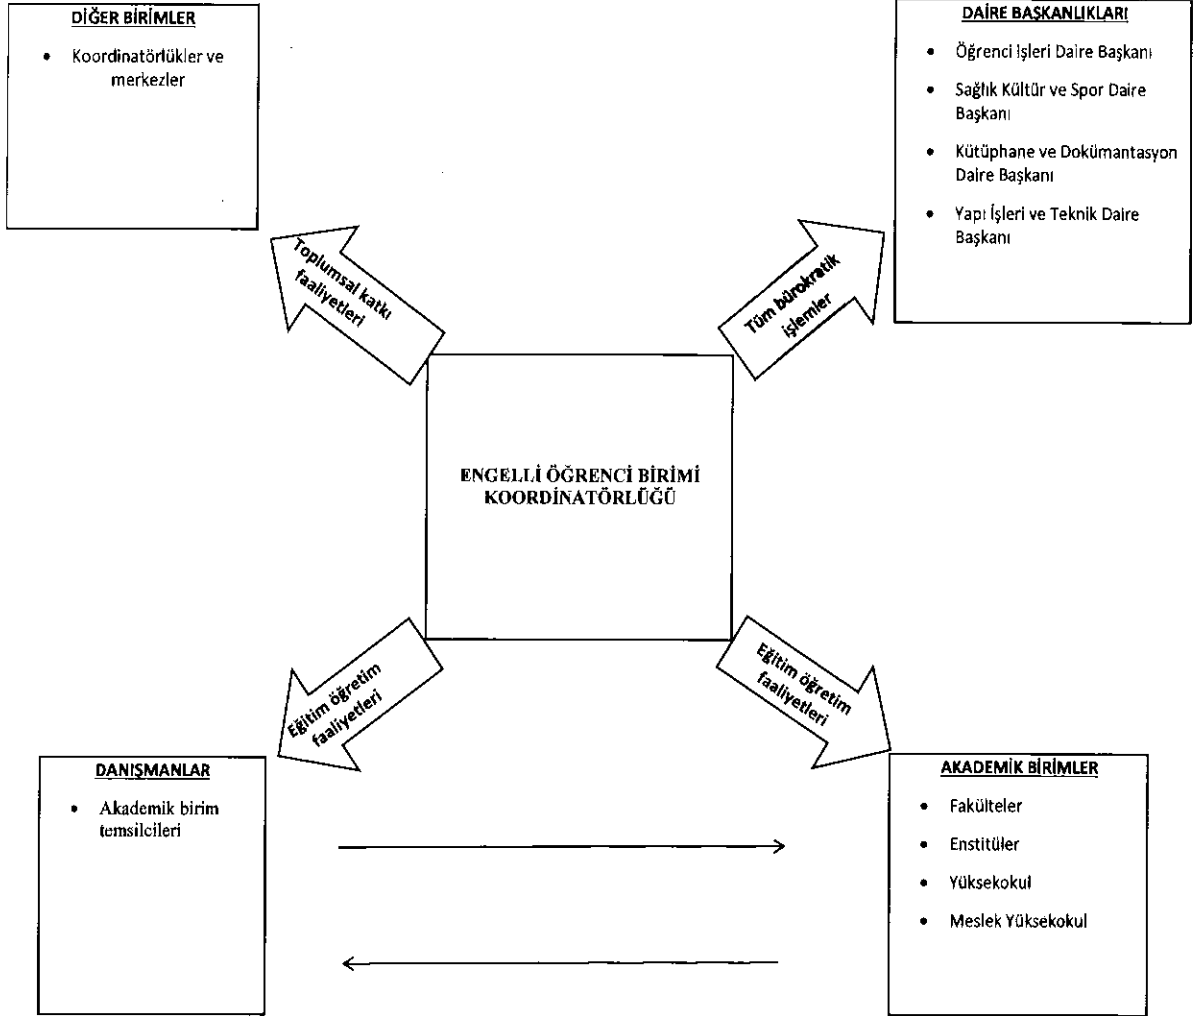 DİĞER BİRİMLER
• Koordinatörlükler ve
merkezler
DAİRE BAŞKANLIKLARI
• Öğrenci İşleri Daire Başkanı
• Sağlık Kültür ve Spor Daire
Başkanı
• Kütüphane ve Dokümantasyon
Daire Başkanı
• Yapı İşleri ve Teknik Daire
Başkanı
Toplumsal katkı
faaliyetleri
Tüm bürokratik
işlemler
ENGELLİ ÖĞRENCİ BİRİMİ
KOORDİNATÖRLÜĞÜ
Eğitim öğretim
faaliyetleri
Eğitim öğretim
faaliyetleri
DANIŞMANLAR
• Akademik birim
temsilcileri
AKADEMİK BİRİMLER
• Fakülteler
• Enstitüler
• Yüksekokul
• Meslek Yüksekokul